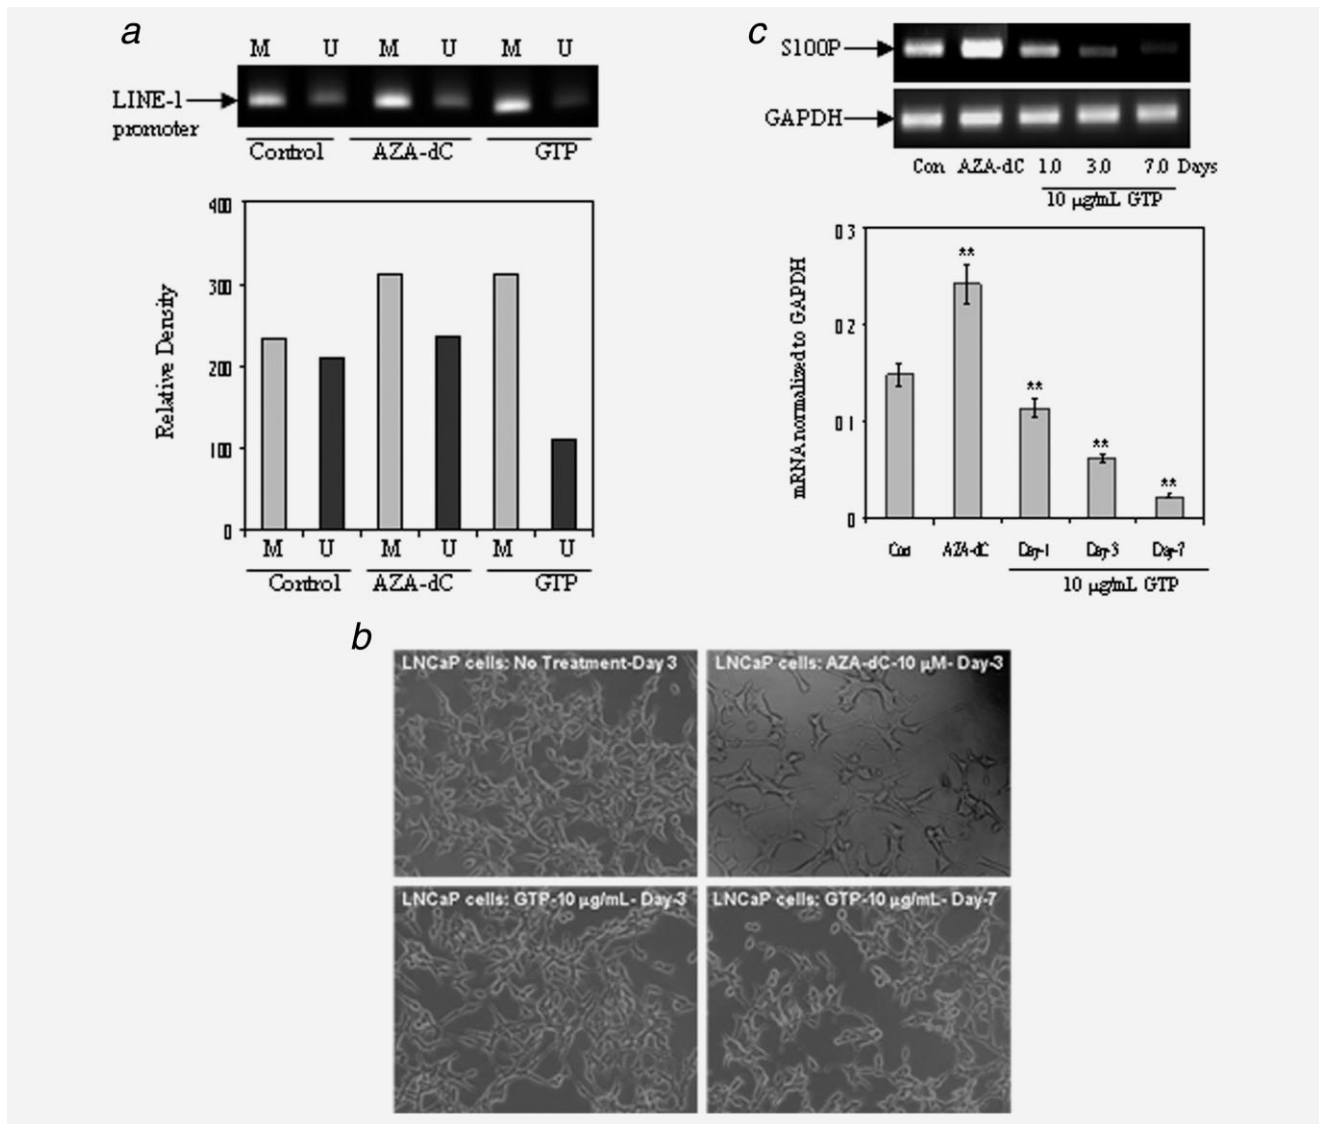 a
M U M U M U
LINE-1
promoter
Control AZA-dC GTP
400
300
200
100
0
Relative Density
M U M U M U
Control AZA-dC GTP
c
S100P
GAPDH
Con AZA-dC 1.0 3.0 7.0 Days
10 µg/mL GTP
0 3
0 2
0 1
0
mRNA normalized to GAPDH
**
**
**
**
Con AZA-dC Day-1 Day-3 Day-7
10 µg/mL GTP
b
LNCaP cells: No Treatment-Day 3
LNCaP cells: AZA-dC-10 µM- Day-3
LNCaP cells: GTP-10 µg/mL- Day-3
LNCaP cells: GTP-10 µg/mL- Day-7